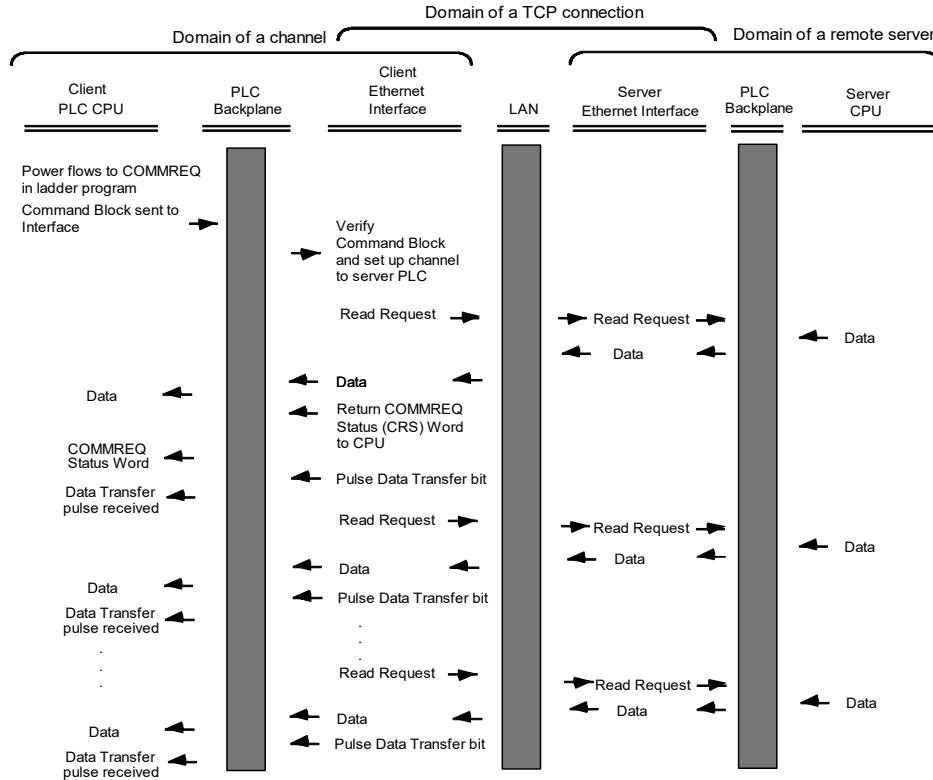 Domain of a TCP connection
Domain of a channel
Domain of a remote server
Client
PLC CPU
PLC
Backplane
Client
Ethernet
Interface
LAN
Server
Ethernet Interface
PLC
Backplane
Server
CPU
Power flows to COMMREQ
in ladder program
Command Block sent to
Interface
Verify
Command Block
and set up channel
to server PLC
Read Request
Read Request
Data
Data
Data
Data
Return COMMREQ
Status (CRS) Word
to CPU
COMMREQ
Status Word
Pulse Data Transfer bit
Data Transfer
pulse received
Read Request
Read Request
Data
Data
Data
Data
Pulse Data Transfer bit
Data Transfer
pulse received
.
.
.
.
.
.
Read Request
Read Request
Data
Data
Data
Data
Pulse Data Transfer bit
Data Transfer
pulse received